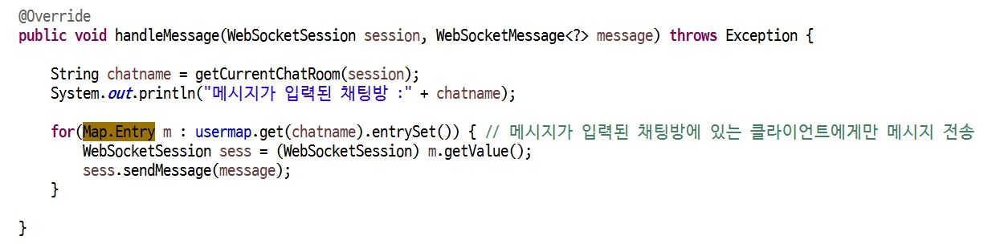 @Override
public void handleMessage(WebSocketSession session, WebSocketMessage<?> message) throws Exception {
String chatname = getCurrentChatRoom(session);
System.out.println("메시지가 입력된 채팅방 :" + chatname);
for(Map.Entry m : usermap.get(chatname).entrySet()) { // 메시지가 입력된 채팅방에 있는 클라이언트에게만 메시지 전송
WebSocketSession sess = (WebSocketSession) m.getValue();
sess.sendMessage(message);
}
}